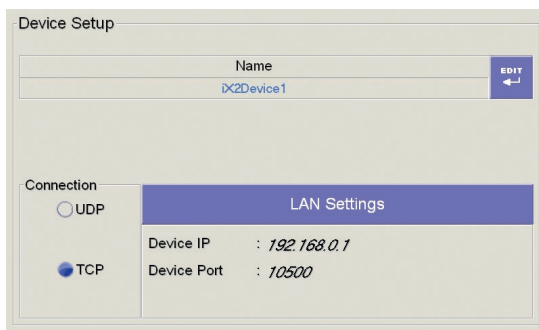 Device Setup
Name
EDIT
iX2Device1
Connection
UDP
LAN Settings
Device IP : 192.168.0.1
TCP
Device Port : 10500